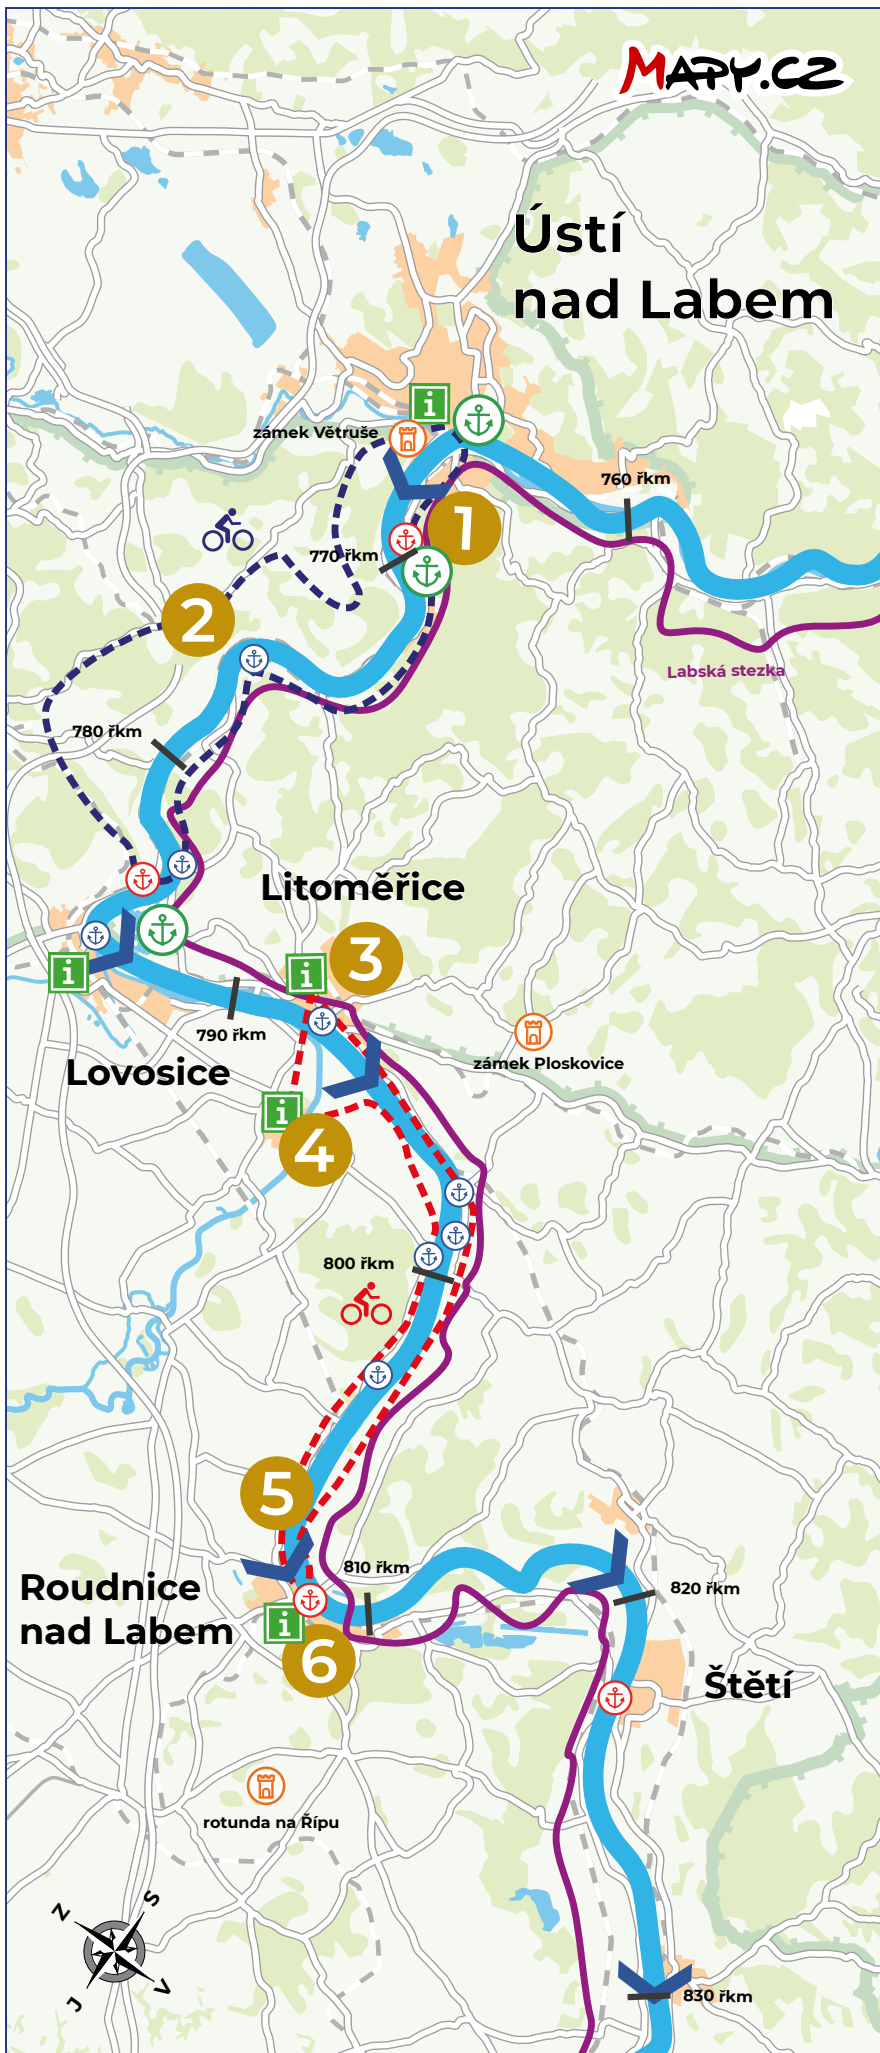 MAPY.CZ
Ústí
nad Labem
i
zámek Větruše
760 řkm
1
770 řkm
2
Labská stezka
780 řkm
Litoměřice
3
i
i
790 řkm
zámek Ploskovice
Lovosice
i
4
800 řkm
5
810 řkm
Roudnice
nad Labem
820 řkm
i
6
Štětí
rotunda na Řípu
Z
S
J
V
830 řkm